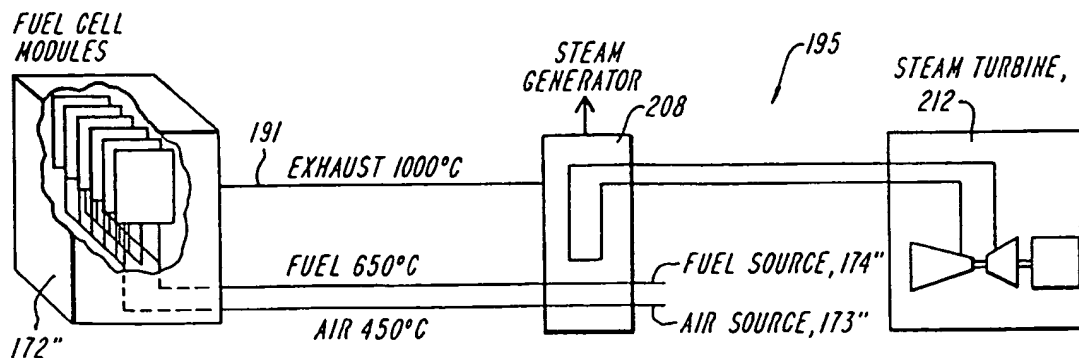 FUEL CELL
MODULES
STEAM
GENERATOR
195
STEAM TURBINE,
212
208
191
EXHAUST 1000°C
FUEL 650°C
FUEL SOURCE, 174"
AIR 450°C
AIR SOURCE, 173"
172"